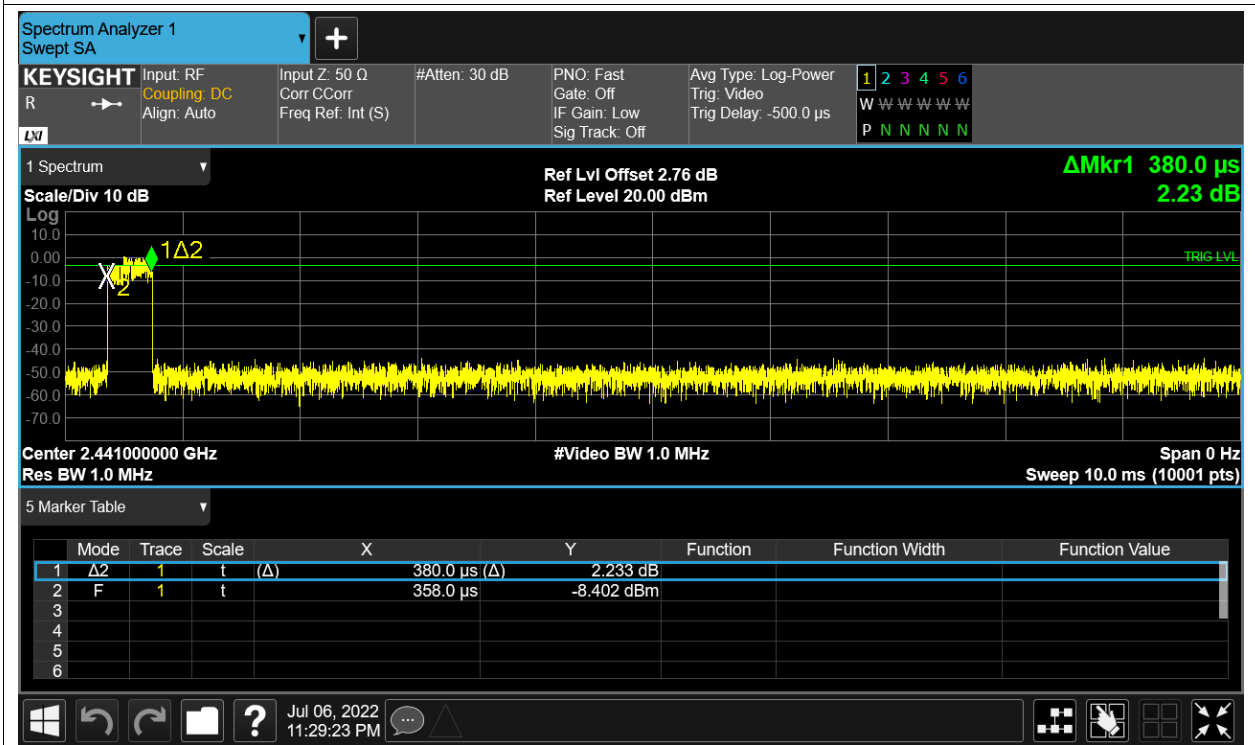 Spectrum Analyzer 1
Swept SA
KEYSIGHT Input: RF Input Z: 50 Ω #Atten: 30 dB PNO: Fast Avg Type: Log-Power 1 2 3 4 5 6
R Coupling: DC Corr CCorr Gate: Off Trig: Video W W W W W W
Align: Auto Freq Ref: Int (S) IF Gain: Low Trig Delay: -500.0 µs
LXI Sig Track: Off P N N N N N
1 Spectrum Ref Lvl Offset 2.76 dB ΔMkr1 380.0 µs
Scale/Div 10 dB Ref Level 20.00 dBm 2.23 dB
Log
10.0
1Δ2
0.00 TRIG LVL
-10.0 2
-20.0
-30.0
-40.0
-50.0
-60.0
-70.0
Center 2.441000000 GHz #Video BW 1.0 MHz Span 0 Hz
Res BW 1.0 MHz Sweep 10.0 ms (10001 pts)
5 Marker Table
Mode Trace Scale X Y Function Function Width Function Value
1 Δ2 1 t (Δ) 380.0 µs (Δ) 2.233 dB
2 F 1 t 358.0 µs -8.402 dBm
3
4
5
6
? Jul 06, 2022
11:29:23 PM